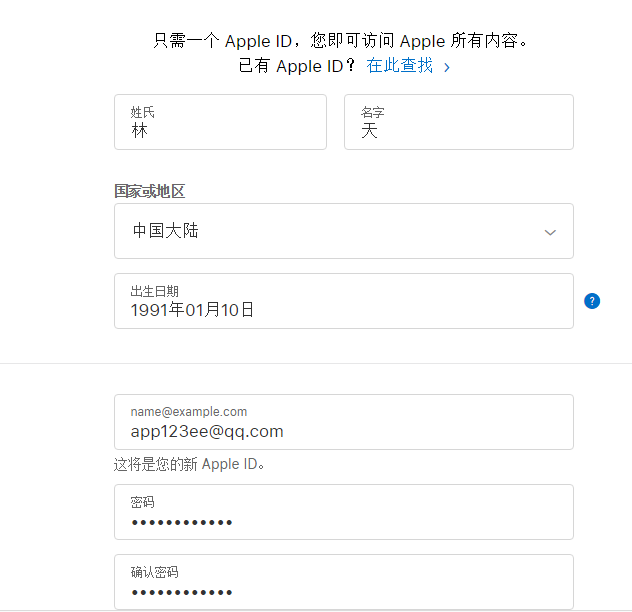 只需一个 Apple ID，您即可访问 Apple 所有内容。
已有 Apple ID？ 在此查找 ›
姓氏
林
名字
天
国家或地区
中国大陆
出生日期
1991年01月10日
?
name@example.com
app123ee@qq.com
这将是您的新 Apple ID。
密码
••••••••••••
确认密码
••••••••••••